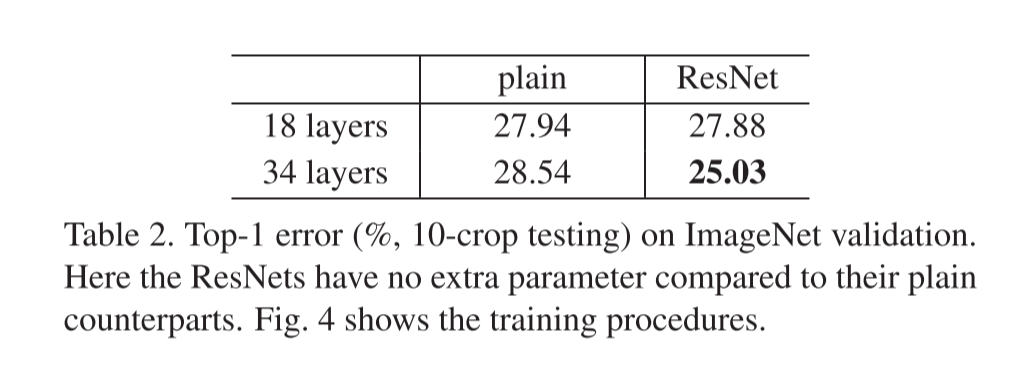 plain ResNet
18 layers 27.94 27.88
34 layers 28.54 25.03
Table 2. Top-1 error (%, 10-crop testing) on ImageNet validation.
Here the ResNets have no extra parameter compared to their plain
counterparts. Fig. 4 shows the training procedures.